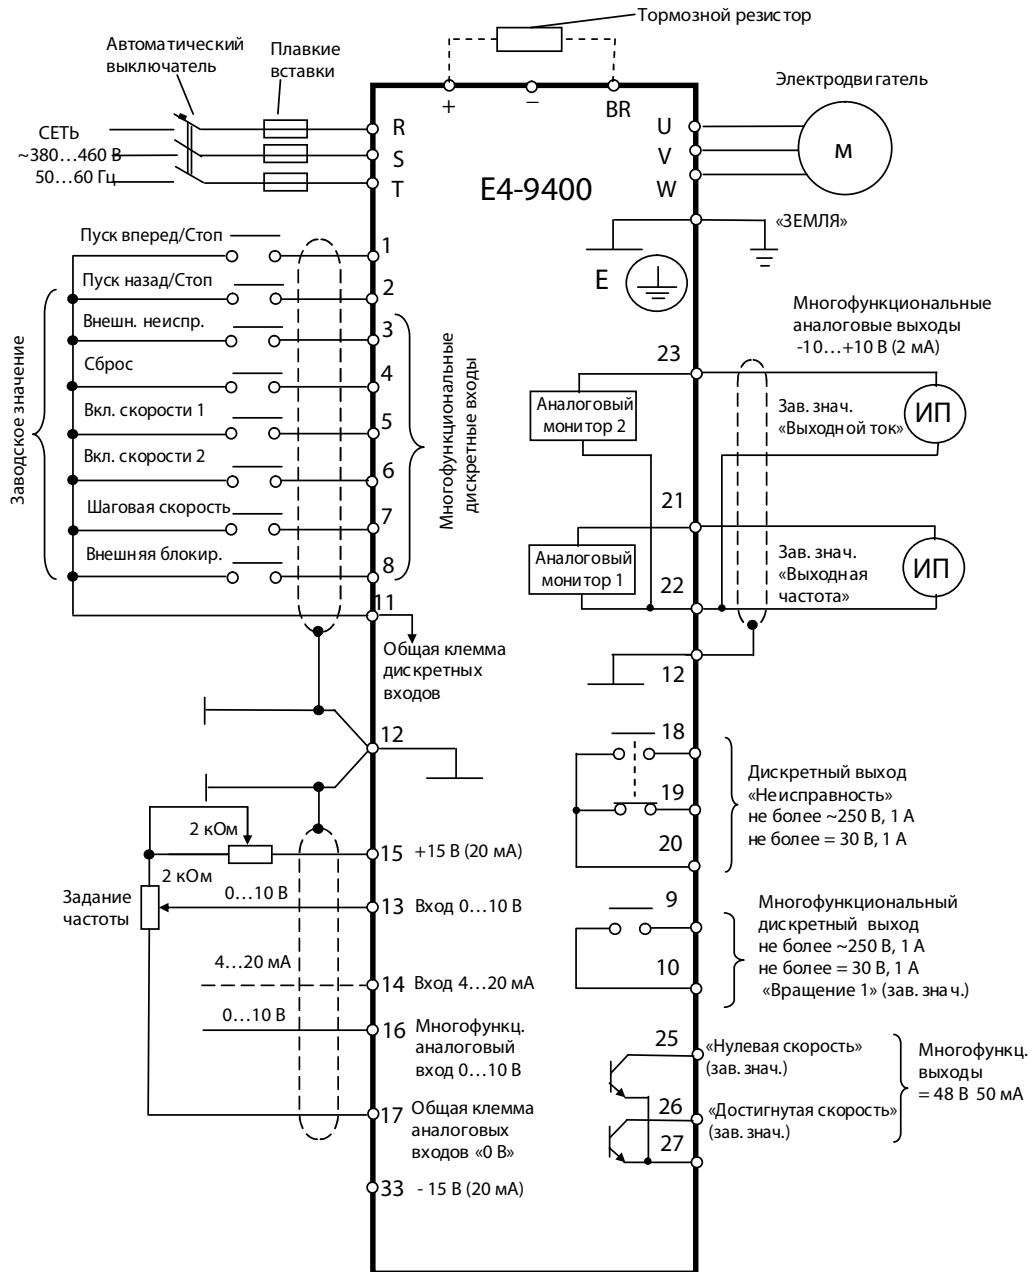 Тормозной резистор
Автоматический
выключатель
Плавкие
вставки
Электродвигатель
+
−
BR
СЕТЬ
~380…460 В
50…60 Гц
R
S
T
E4-9400
U
V
W
М
«ЗЕМЛЯ»
E
Заводское значение
Пуск вперед/Стоп
1
Пуск назад/Стоп
2
Внешн. неиспр.
3
Сброс
4
Вкл. скорости 1
5
Вкл. скорости 2
6
Шаговая скорость
7
Внешняя блокир.
8
11
Многофункциональные
дискретные входы
Общая клемма
дискретных
входов
Многофункциональные
аналоговые выходы
-10…+10 В (2 мА)
23
Аналоговый
монитор 2
Зав. знач.
«Выходной ток»
ИП
21
Аналоговый
монитор 1
22
Зав. знач.
«Выходная
частота»
ИП
12
12
18
19
20
Дискретный выход
«Неисправность»
не более ~250 В, 1 А
не более = 30 В, 1 А
2 кОм
15
+15 В (20 мА)
2 кОм
Задание
частоты
0…10 В
13
Вход 0…10 В
4…20 мА
14
Вход 4…20 мА
0…10 В
16
Многофункц.
аналоговый
вход 0…10 В
17
Общая клемма
аналоговых
входов «0 В»
33
- 15 В (20 мА)
9
10
Многофункциональный
дискретный выход
не более ~250 В, 1 А
не более = 30 В, 1 А
«Вращение 1» (зав. знач.)
25
«Нулевая скорость»
(зав. знач.)
26
«Достигнутая скорость»
(зав. знач.)
27
Многофункц.
выходы
= 48 В 50 мА